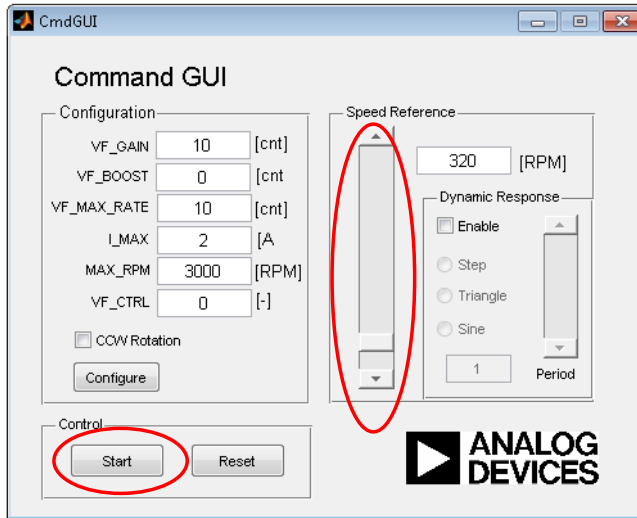 CmdGUI
Command GUI
Configuration
VF_GAIN 10 [cnt]
VF_BOOST 0 [cnt
VF_MAX_RATE 10 [cnt]
I_MAX 2 [A
MAX_RPM 3000 [RPM]
VF_CTRL 0 [-]
CCW Rotation
Configure
Speed Reference
320 [RPM]
Dynamic Response
Enable
Step
Triangle
Sine
1 Period
Control
Start Reset
ANALOG
DEVICES